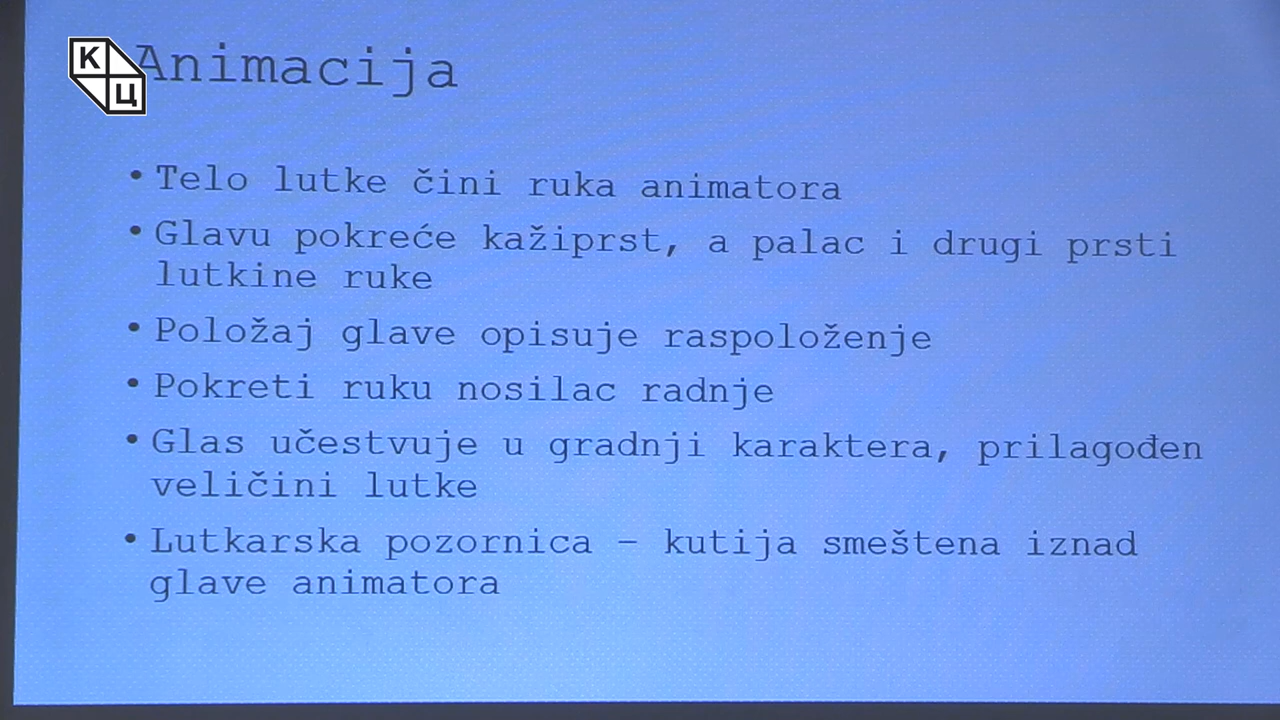 К
Ц
Animacija
• Telo lutke čini ruka animatora
• Glavu pokreće kažiprst, a palac i drugi prsti
lutkine ruke
• Položaj glave opisuje raspoloženje
• Pokreti ruku nosilac radnje
• Glas učestvuje u gradnji karaktera, prilagođen
veličini lutke
• Lutkarska pozornica – kutija smeštena iznad
glave animatora